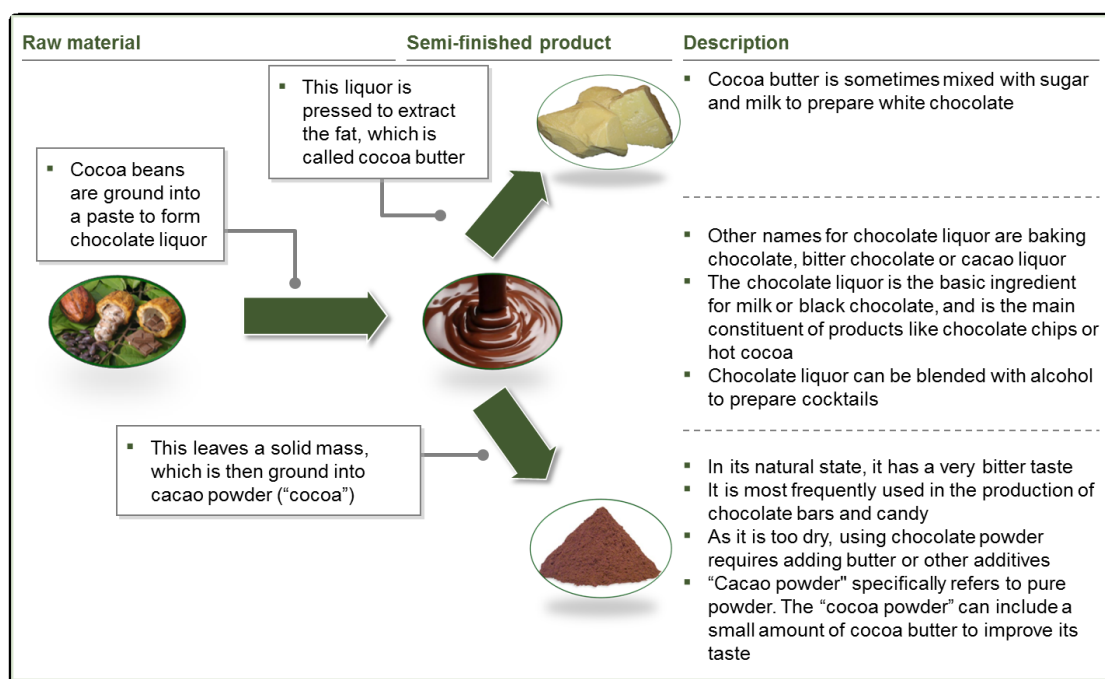 Raw material
Semi-finished product
Description
▪ This liquor is
pressed to extract
the fat, which is
called cocoa butter
▪ Cocoa butter is sometimes mixed with sugar
and milk to prepare white chocolate
▪ Cocoa beans
are ground into
a paste to form
chocolate liquor
▪ Other names for chocolate liquor are baking
chocolate, bitter chocolate or cacao liquor
▪ The chocolate liquor is the basic ingredient
for milk or black chocolate, and is the main
constituent of products like chocolate chips or
hot cocoa
▪ Chocolate liquor can be blended with alcohol
to prepare cocktails
▪ This leaves a solid mass,
which is then ground into
cacao powder (“cocoa”)
▪ In its natural state, it has a very bitter taste
▪ It is most frequently used in the production of
chocolate bars and candy
▪ As it is too dry, using chocolate powder
requires adding butter or other additives
▪ “Cacao powder" specifically refers to pure
powder. The “cocoa powder” can include a
small amount of cocoa butter to improve its
taste